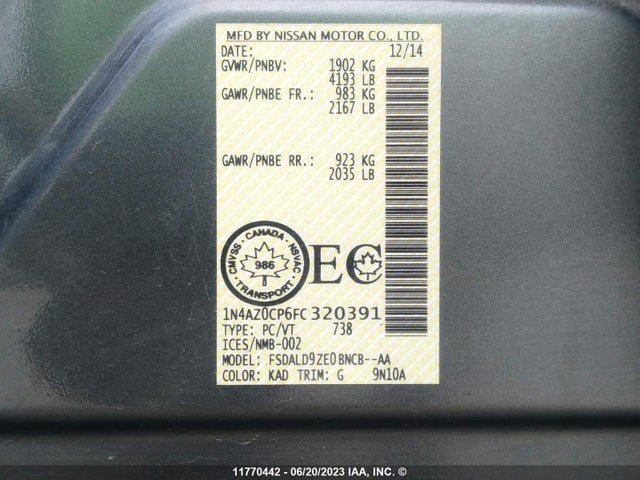 MFD BY NISSAN MOTOR CO., LTD.
DATE: 12/14
GVWR/PNBV: 1902 KG
4193 LB
GAWR/PNBE FR.: 983 KG
2167 LB
GAWR/PNBE RR.: 923 KG
2035 LB
CANADA
CMVSS NSVAC
986
TRANSPORT
EC
1N4AZ0CP6FC320391
TYPE: PC/VT 738
ICES/NMB-002
MODEL: FSDALD9ZE0BNCB--AA
COLOR: KAD TRIM: G 9N10A
11770442 - 06/20/2023 IAA, INC. ©